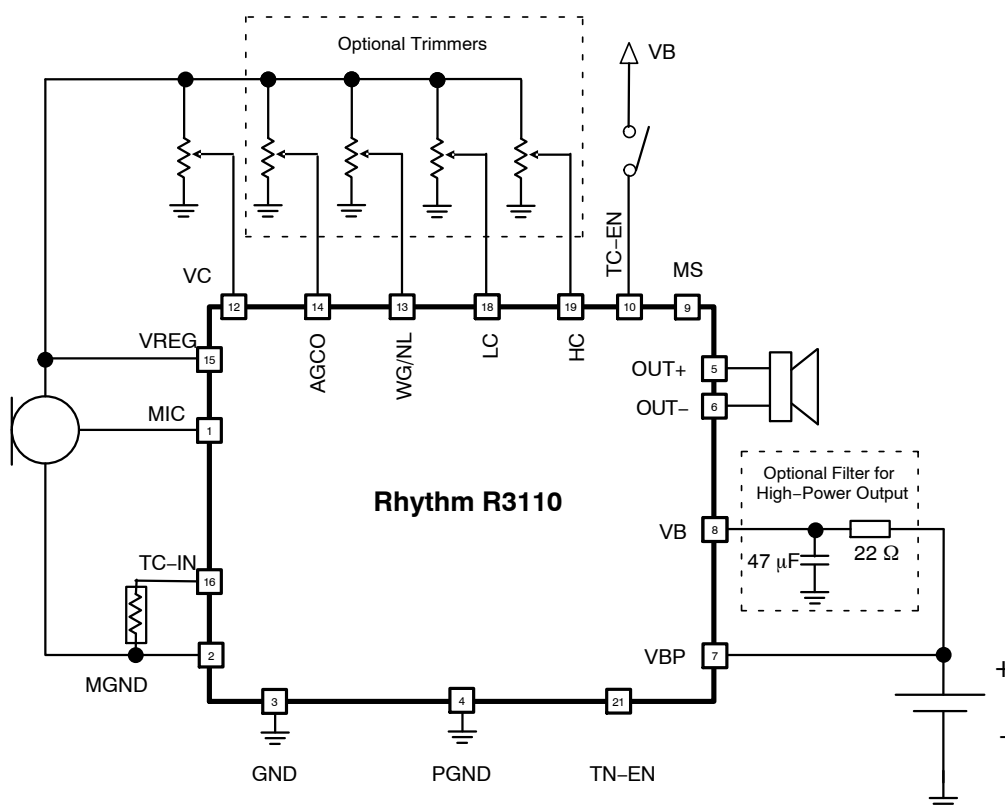 Optional Trimmers
VB
TC−EN
VC
MS
12
14
13
18
19
10
9
VREG
15
AGCO
WG/NL
LC
HC
OUT+
5
MIC
1
OUT−
6
Rhythm R3110
Optional Filter for
High−Power Output
VB
8
47 μF
22 Ω
TC−IN
16
2
MGND
VBP
7
+
-
3
4
21
GND
PGND
TN−EN